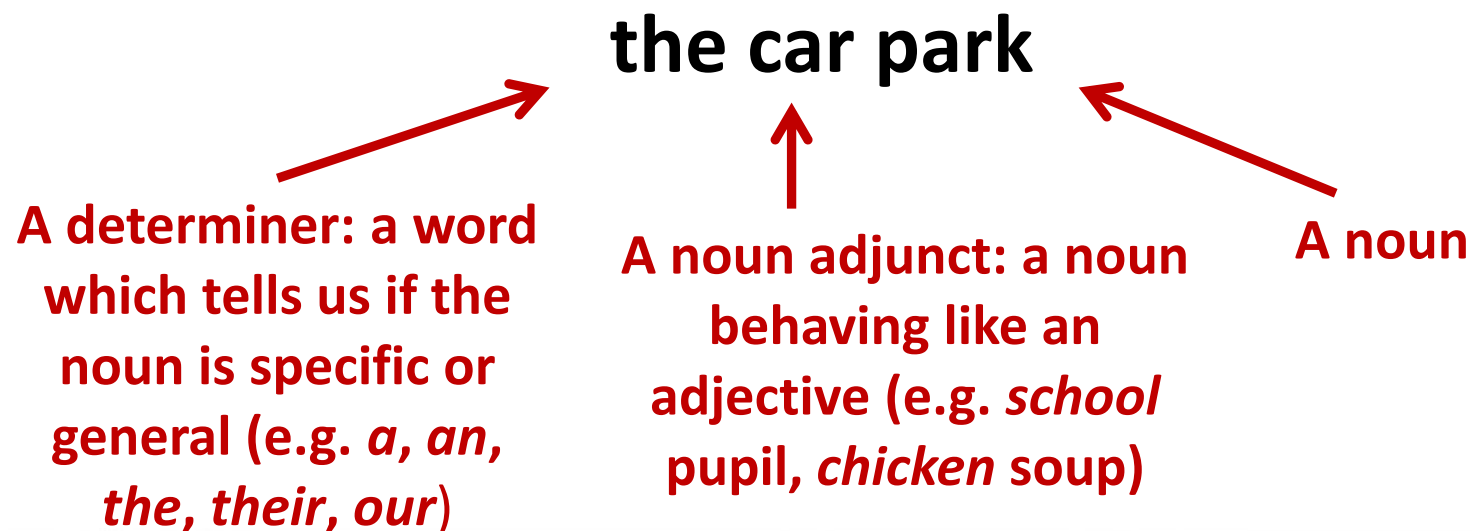 the car park
A determiner: a word
which tells us if the
noun is specific or
general (e.g. a, an,
the, their, our)
A noun adjunct: a noun
behaving like an
adjective (e.g. school
pupil, chicken soup)
A noun